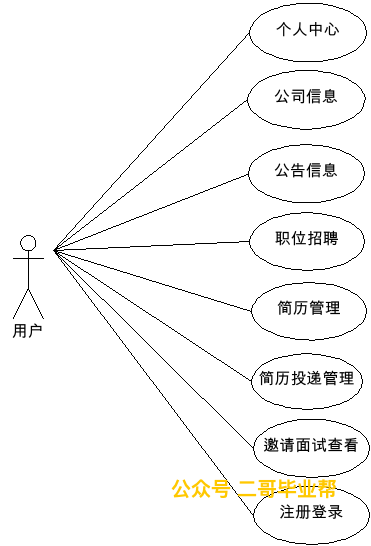 个人中心
公司信息
公告信息
职位招聘
用户
简历管理
简历投递管理
邀请面试查看
公众号 二哥毕业帮
注册登录